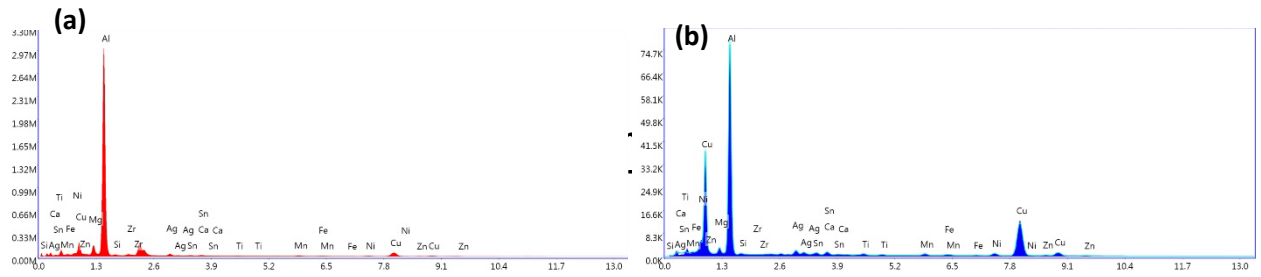 (a)
3.30M
2.97M
2.64M
2.31M
1.98M
1.65M
1.32M
0.99M
0.66M
0.33M
0.00M
Al
Ti Ni
Ca Cu Mg Sn
Sn Fe Zr Ag Ag Ca Ca Fe Ni
Si Ag Mn Zn Si Zr Ag Sn Sn Ti Ti Mn Mn Fe Ni Cu Zn Cu Zn
0.0 1.3 2.6 3.9 5.2 6.5 7.8 9.1 10.4 11.7 13.0
(b)
74.7K
66.4K
58.1K
49.8K
41.5K
33.2K
24.9K
16.6K
8.3K
0.0K
Al
Cu
Ti Ni
Ca Mg Sn Cu
Sn Fe Zr Ag Ag Ca Ca Fe
Si Ag Mn Zn Si Zr Ag Sn Sn Ti Ti Mn Mn Fe Ni Ni Zn Cu Zn
0.0 1.3 2.6 3.9 5.2 6.5 7.8 9.1 10.4 11.7 13.0